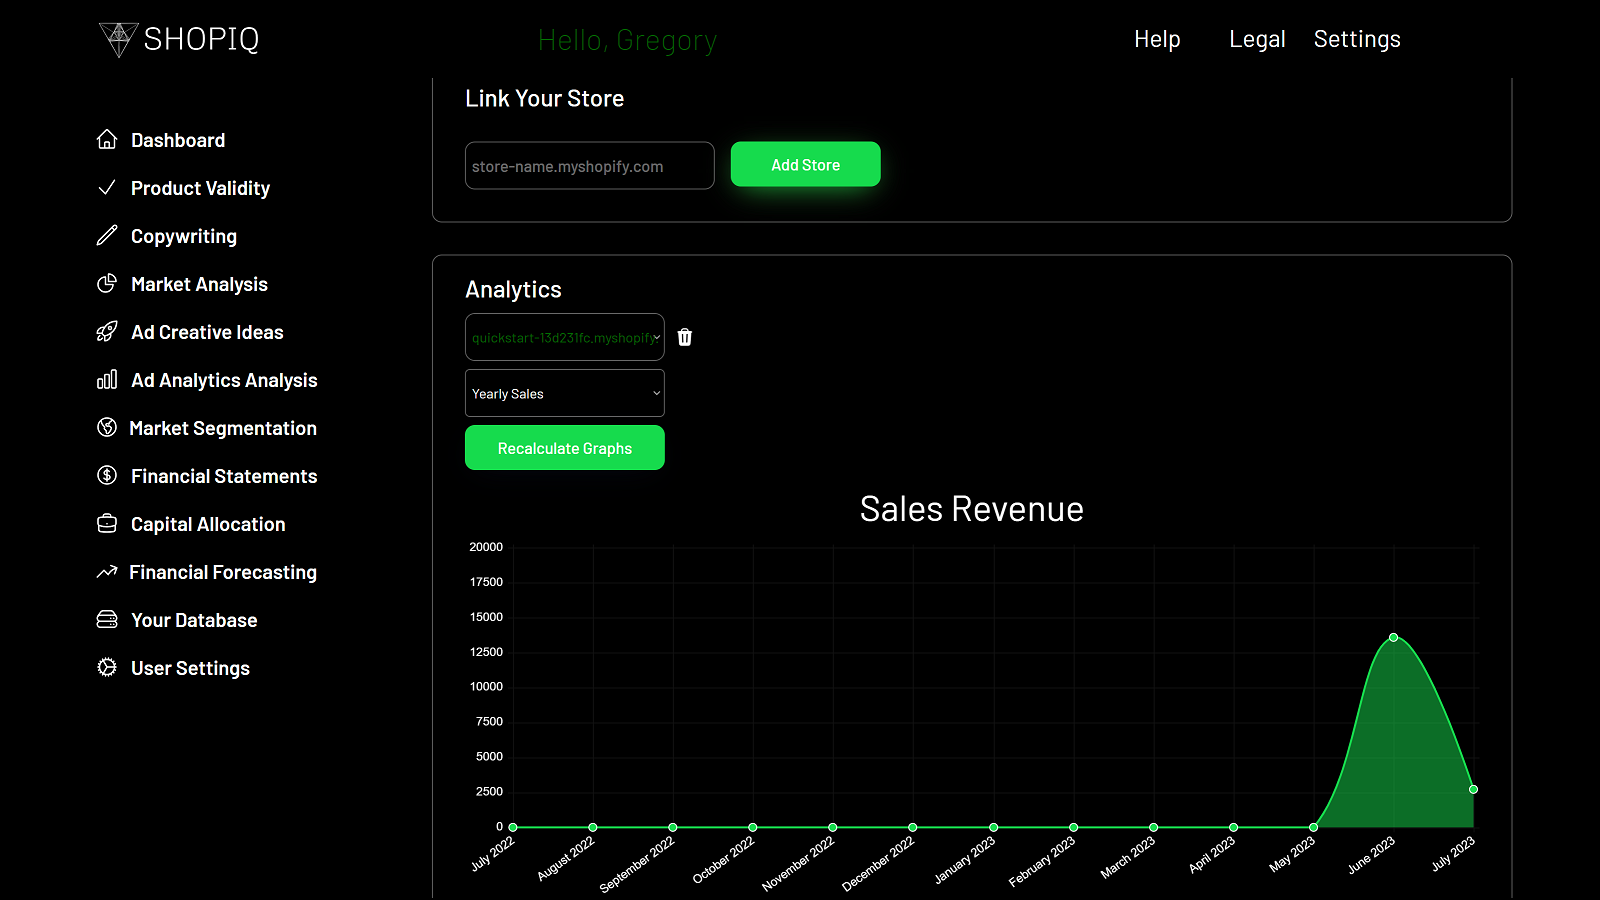 SHOPIQ
Hello, Gregory
Help
Legal
Settings
Dashboard
Product Validity
Copywriting
Market Analysis
Ad Creative Ideas
Ad Analytics Analysis
Market Segmentation
Financial Statements
Capital Allocation
Financial Forecasting
Your Database
User Settings
Link Your Store
store-name.myshopify.com
Add Store
Analytics
quickstart-13d231fc.myshopify
Yearly Sales
Recalculate Graphs
Sales Revenue
20000
17500
15000
12500
10000
7500
5000
2500
0
July 2022
August 2022
September 2022
October 2022
November 2022
December 2022
January 2023
February 2023
March 2023
April 2023
May 2023
June 2023
July 2023